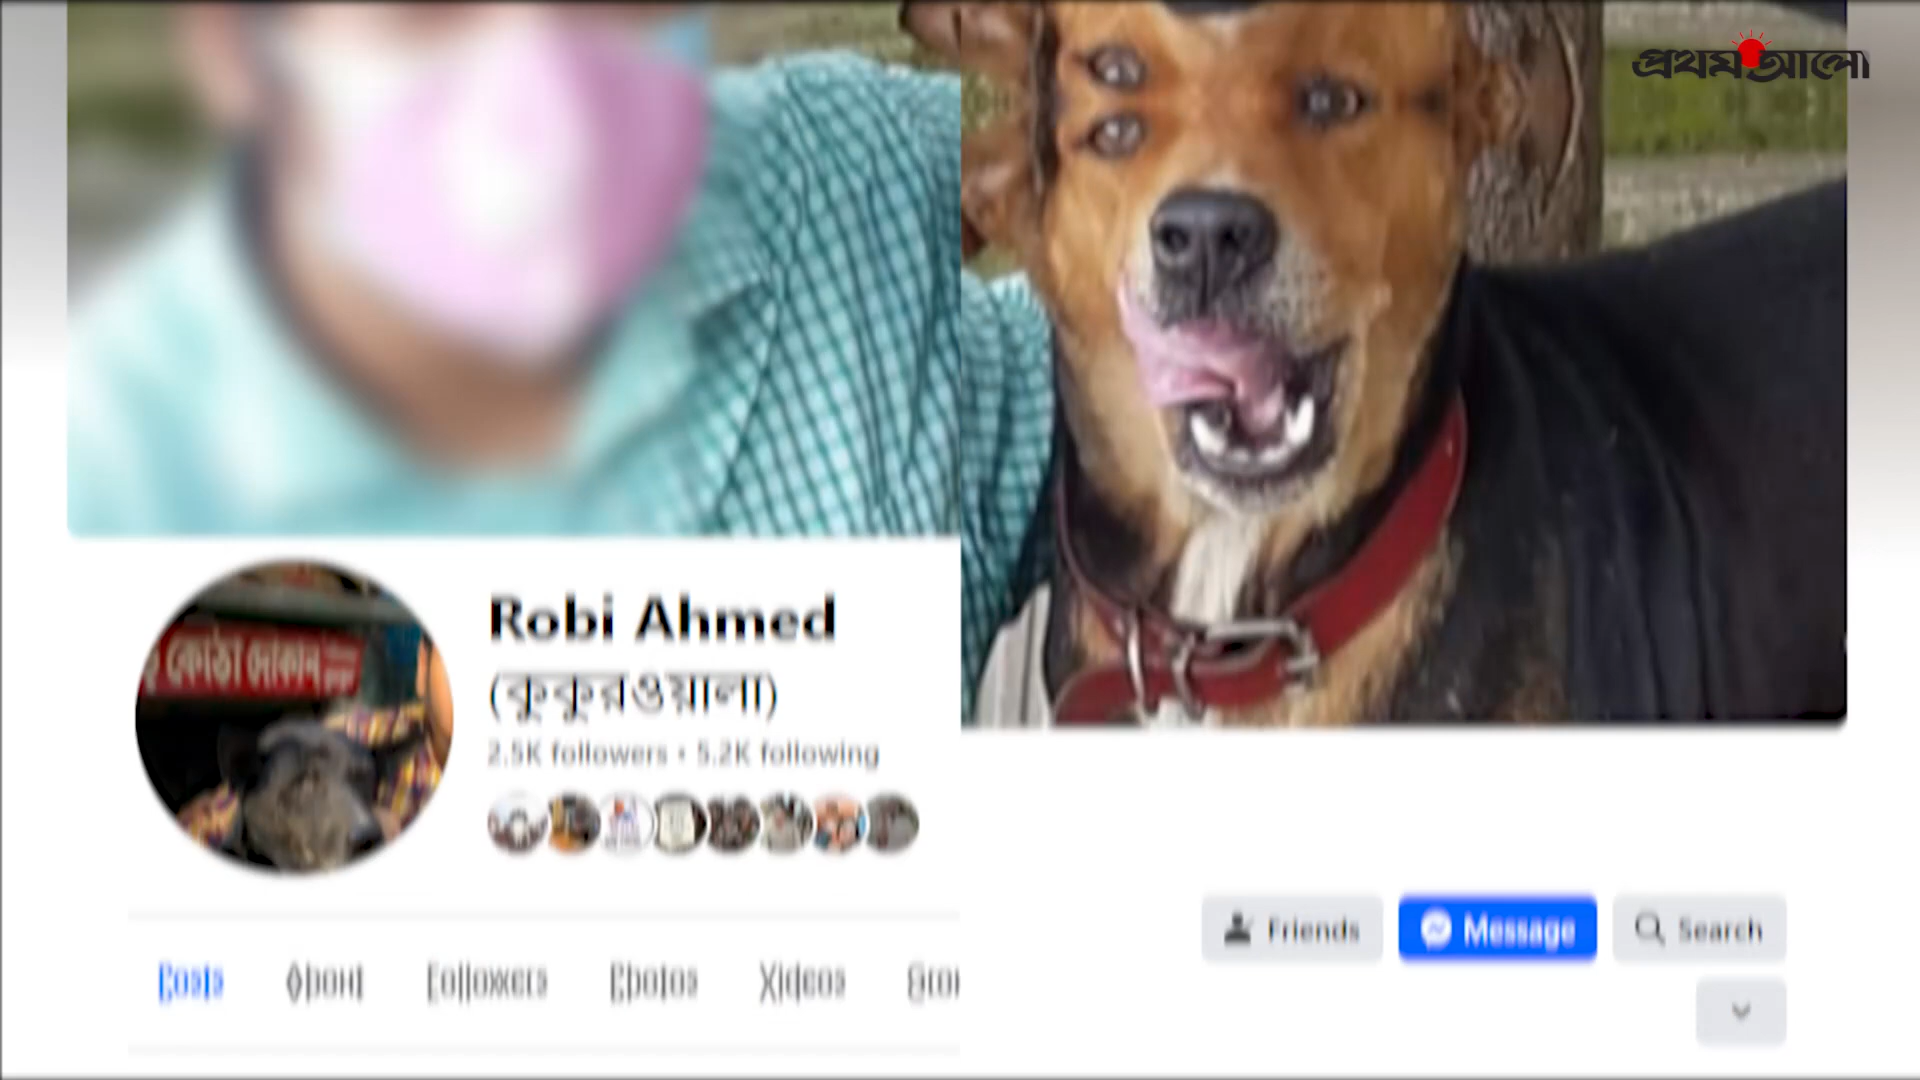 প্রথম আলো
কোঠা দোকান
Robi Ahmed
(কুকুরওয়ালা)
2.5K followers • 5.2K following
Friends
Message
Search
Posts
About
Followers
Photos
Videos